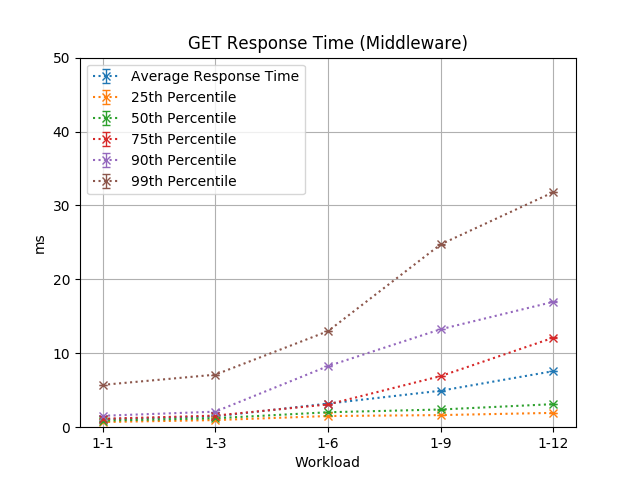 GET Response Time (Middleware)
50
40
30
20
10
0
ms
Average Response Time
25th Percentile
50th Percentile
75th Percentile
90th Percentile
99th Percentile
1-1
1-3
1-6
1-9
1-12
Workload